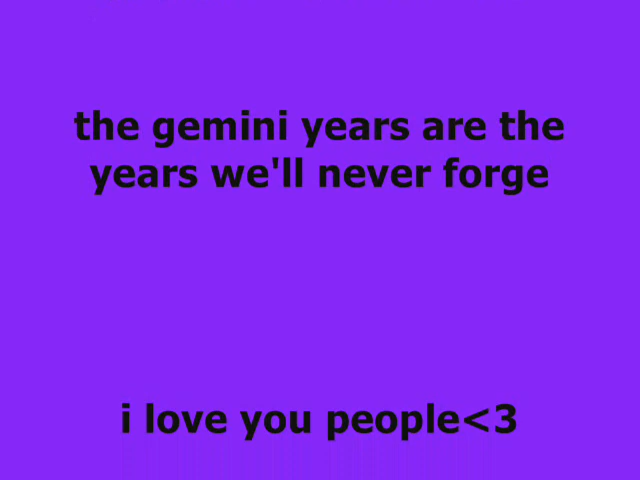 the gemini years are the
years we'll never forge
i love you people<3